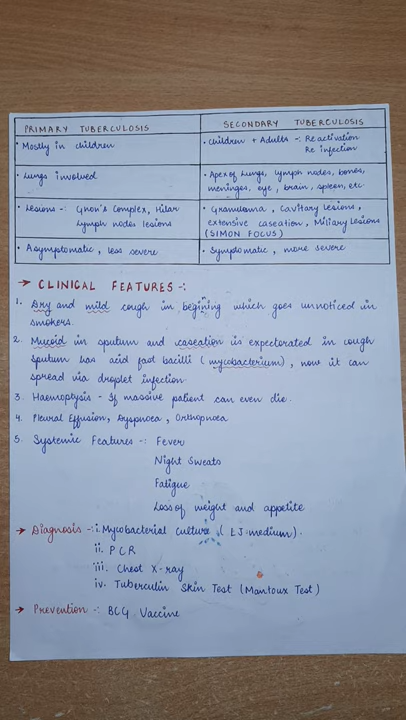 PRIMARY TUBERCULOSIS
SECONDARY TUBERCULOSIS
• Mostly in children
• Children + Adults -: Reactivation
Re infection
• Lungs involved
• Apex of Lungs, lymph nodes, bones,
meninges, eye, brain, spleen, etc.
• Lesions -: Ghon's Complex, Hilar
Lymph nodes lesions
• Granuloma, Cavitary Lesions,
extensive caseation, Miliary Lesions
(SIMON FOCUS)
• Asymptomatic, less severe
• Symptomatic, more severe
→ CLINICAL FEATURES -:
1. Dry and mild cough in begining which goes unnoticed in
smokers.
2. Mucoid in sputum and caseation is expectorated in cough
sputum has acid fast bacilli (mycobacterium), now it can
spread via droplet infection.
3. Haemoptysis - If massive patient can even die.
4. Pleural Effusion, Dyspnoea, Orthopnoea
5. Systemic Features -: Fever
Night Sweats
Fatigue
Loss of weight and appetite
→ Diagnosis -: i. Mycobacterial Culture (LJ medium).
ii. PCR
iii. Chest X-ray
iv. Tuberculin Skin Test (Mantoux Test)
→ Prevention -: BCG Vaccine